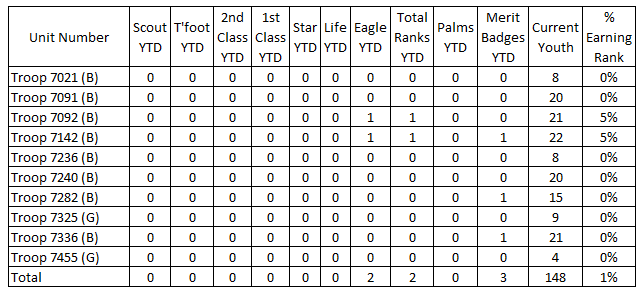 Unit Number Scout YTD T'foot YTD 2nd Class YTD 1st Class YTD Star YTD Life YTD Eagle YTD Total Ranks YTD Palms YTD Merit Badges YTD Current Youth % Earning Rank
Troop 7021 (B) 0 0 0 0 0 0 0 0 0 0 8 0%
Troop 7091 (B) 0 0 0 0 0 0 0 0 0 0 20 0%
Troop 7092 (B) 0 0 0 0 0 0 1 1 0 0 21 5%
Troop 7142 (B) 0 0 0 0 0 0 1 1 0 1 22 5%
Troop 7236 (B) 0 0 0 0 0 0 0 0 0 0 8 0%
Troop 7240 (B) 0 0 0 0 0 0 0 0 0 0 20 0%
Troop 7282 (B) 0 0 0 0 0 0 0 0 0 1 15 0%
Troop 7325 (G) 0 0 0 0 0 0 0 0 0 0 9 0%
Troop 7336 (B) 0 0 0 0 0 0 0 0 0 1 21 0%
Troop 7455 (G) 0 0 0 0 0 0 0 0 0 0 4 0%
Total 0 0 0 0 0 0 2 2 0 3 148 1%